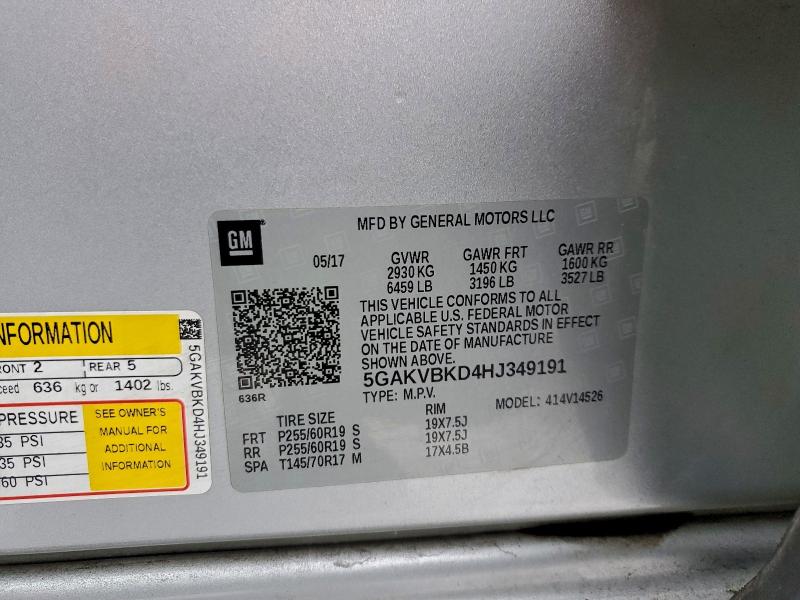 GM
MFD BY GENERAL MOTORS LLC
05/17 GVWR GAWR FRT GAWR RR
2930 KG 1450 KG 1600 KG
6459 LB 3196 LB 3527 LB
THIS VEHICLE CONFORMS TO ALL
APPLICABLE U.S. FEDERAL MOTOR
VEHICLE SAFETY STANDARDS IN EFFECT
ON THE DATE OF MANUFACTURE
SHOWN ABOVE.
636R
5GAKVBKD4HJ349191
TYPE: M.P.V. MODEL: 414V14526
TIRE SIZE RIM
FRT P255/60R19 S 19X7.5J
RR P255/60R19 S 19X7.5J
SPA T145/70R17 M 17X4.5B
NFORMATION
RONT 2 REAR 5
ceed 636 kg or 1402 lbs.
PRESSURE
35 PSI
35 PSI
60 PSI
SEE OWNER'S
MANUAL FOR
ADDITIONAL
INFORMATION
5GAKVBKD4HJ349191